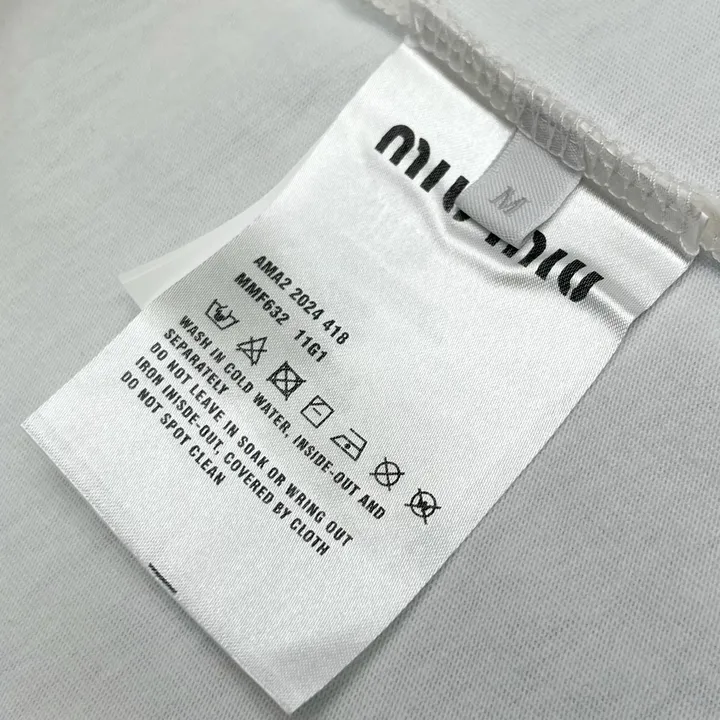 miu miu
M
AMA2 2024 418
MMF632 11G1
WASH IN COLD WATER, INSIDE-OUT AND
SEPARATELY
DO NOT LEAVE IN SOAK OR WRING OUT
IRON INISDE-OUT, COVERED BY CLOTH
DO NOT SPOT CLEAN